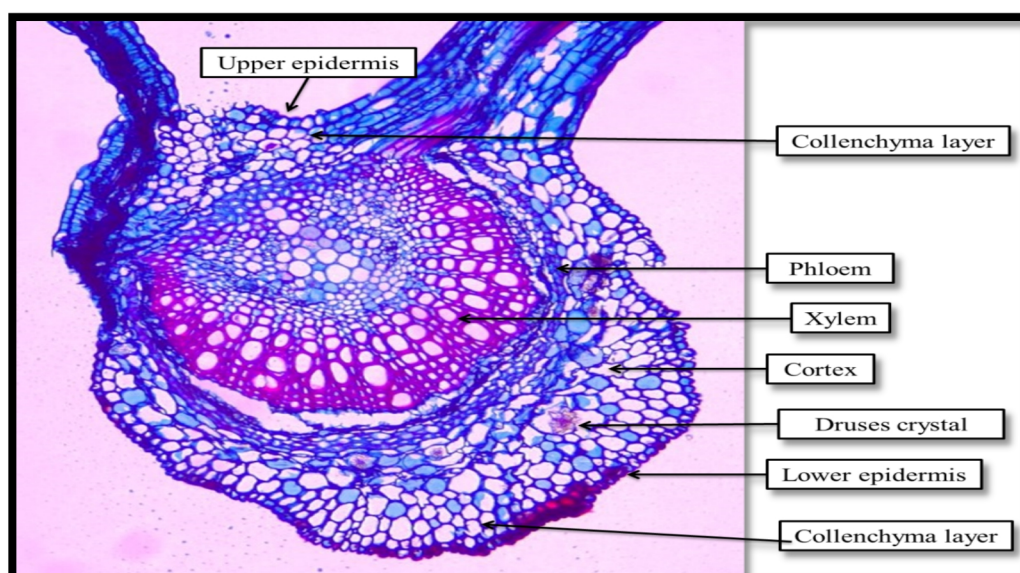 Upper epidermis
Collenchyma layer
Phloem
Xylem
Cortex
Druses crystal
Lower epidermis
Collenchyma layer